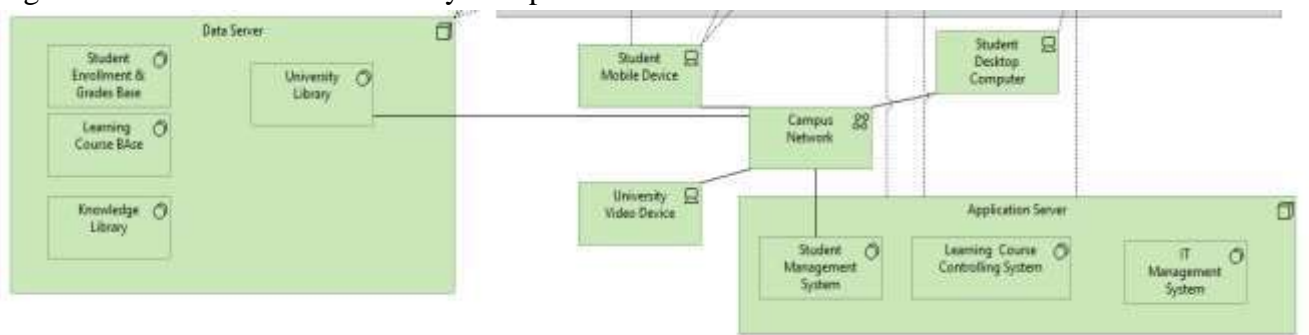 Data Server
Student
Enrollment &
Grades Base
University
Library
Learning
Course BAse
Knowledge
Library
Student
Mobile Device
Student
Desktop
Computer
Campus
Network
University
Video Device
Application Server
Student
Management
System
Learning Course
Controlling System
IT
Management
System